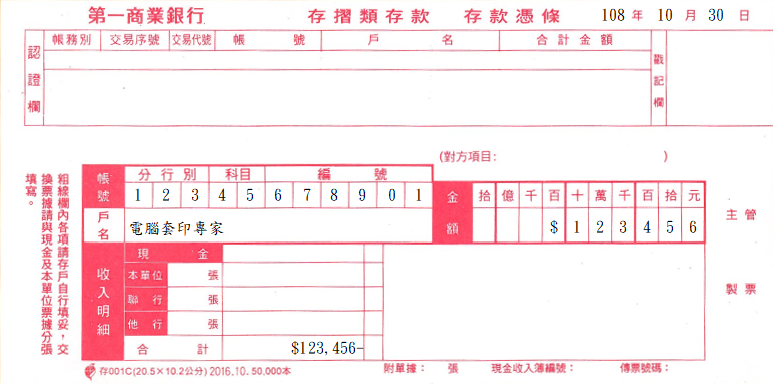 第一商業銀行 存摺類存款 存款憑條 108 年 10 月 30 日
認證欄 帳務別 交易序號 交易代號 帳號 戶名 合計金額 戳記欄
(對方項目: )
粗線欄內各項請存戶自行填妥，交
換票據請與現金及本單位票據分張
填寫。
帳號 分行別 科目 編號
1 2 3 4 5 6 7 8 9 0 1
金額 拾 億 千 百 十 萬 千 百 拾 元
$ 1 2 3 4 5 6
戶名 電腦套印專家
主管
收入明細 現金
本單位 張
聯行 張
他行 張
製票
合計 $123,456-
存001C(20.5×10.2公分) 2016.10. 50,000本 附單據： 張 現金收入簿編號： 傳票號碼：